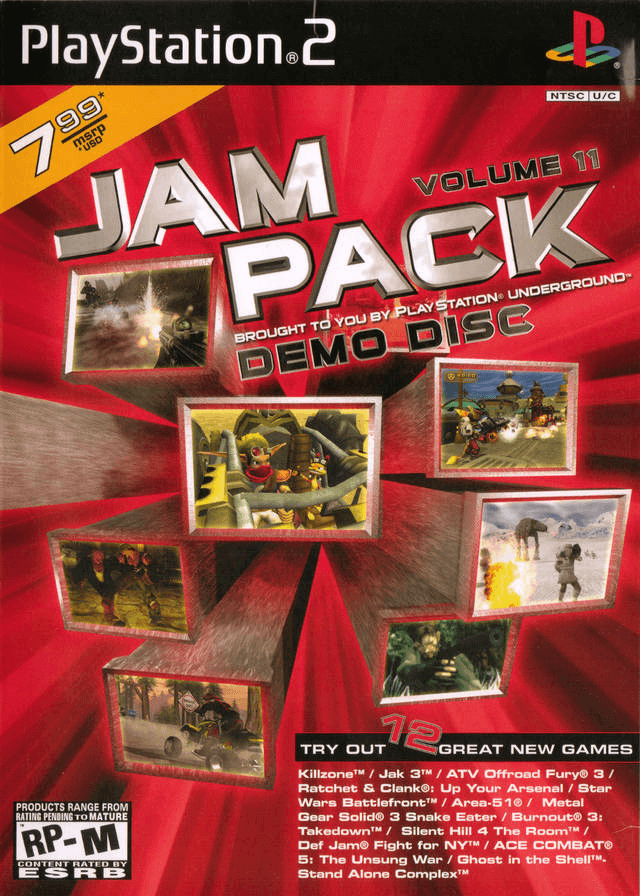 PlayStation®2
NTSC U/C
7.99*
msrp
*USD
JAM
VOLUME 11
PACK
BROUGHT TO YOU BY PLAYSTATION® UNDERGROUND™
DEMO DISC
TRY OUT 12 GREAT NEW GAMES
Killzone™ / Jak 3™ / ATV Offroad Fury® 3 /
Ratchet & Clank®: Up Your Arsenal / Star
Wars Battlefront™ / Area-51® / Metal
Gear Solid® 3 Snake Eater / Burnout® 3:
Takedown™ / Silent Hill 4 The Room™ /
Def Jam® Fight for NY™ / ACE COMBAT®
5: The Unsung War / Ghost in the Shell™-
Stand Alone Complex™
PRODUCTS RANGE FROM
RATING PENDING TO MATURE
RP-M
CONTENT RATED BY
ESRB